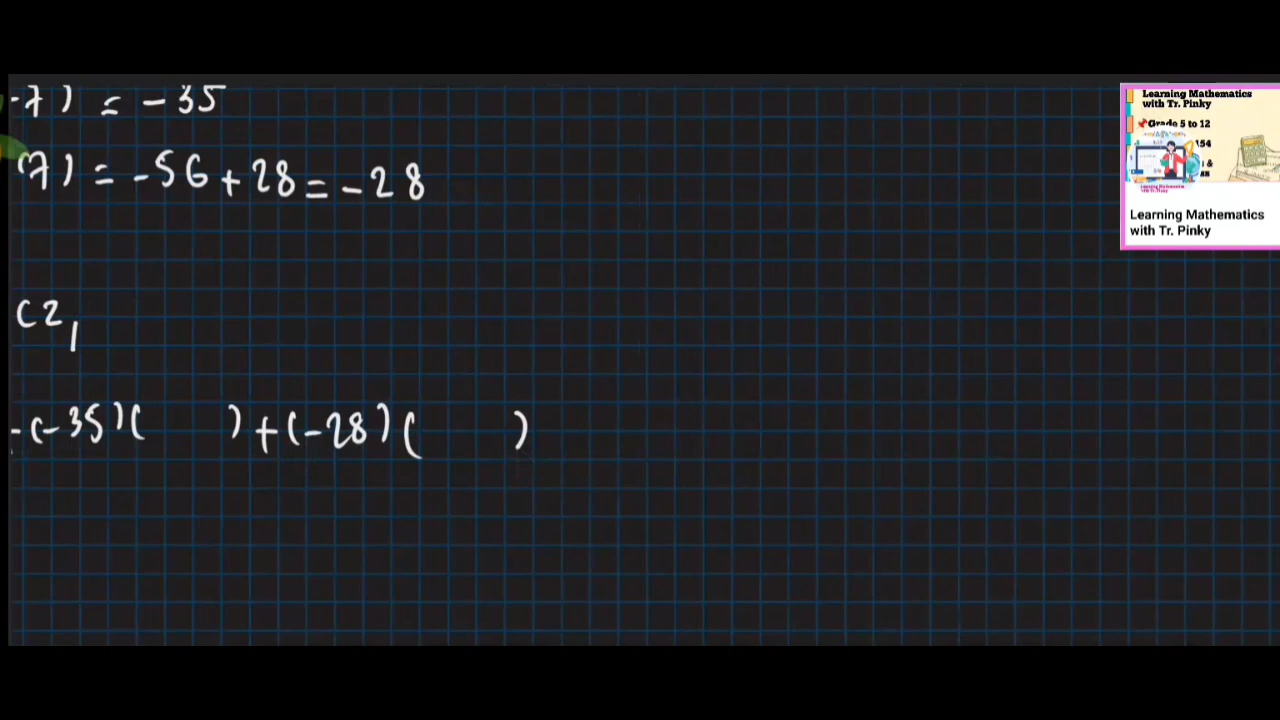 -7) = -35
(7) = -56 + 28 = -28
C2,
-(-35)( ) + (-28)( )
Learning Mathematics
with Tr. Pinky
Grade 5 to 12
154
Learning Mathematics
with Tr. Pinky